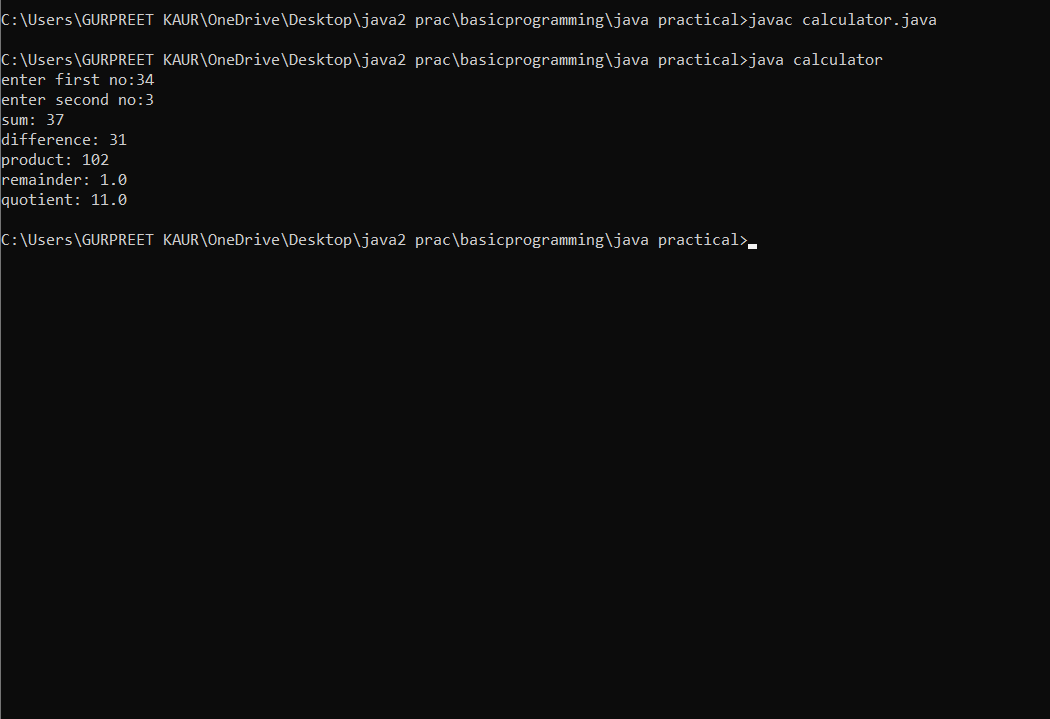 C:\Users\GURPREET KAUR\OneDrive\Desktop\java2 prac\basicprogramming\java practical>javac calculator.java
C:\Users\GURPREET KAUR\OneDrive\Desktop\java2 prac\basicprogramming\java practical>java calculator
enter first no:34
enter second no:3
sum: 37
difference: 31
product: 102
remainder: 1.0
quotient: 11.0
C:\Users\GURPREET KAUR\OneDrive\Desktop\java2 prac\basicprogramming\java practical>